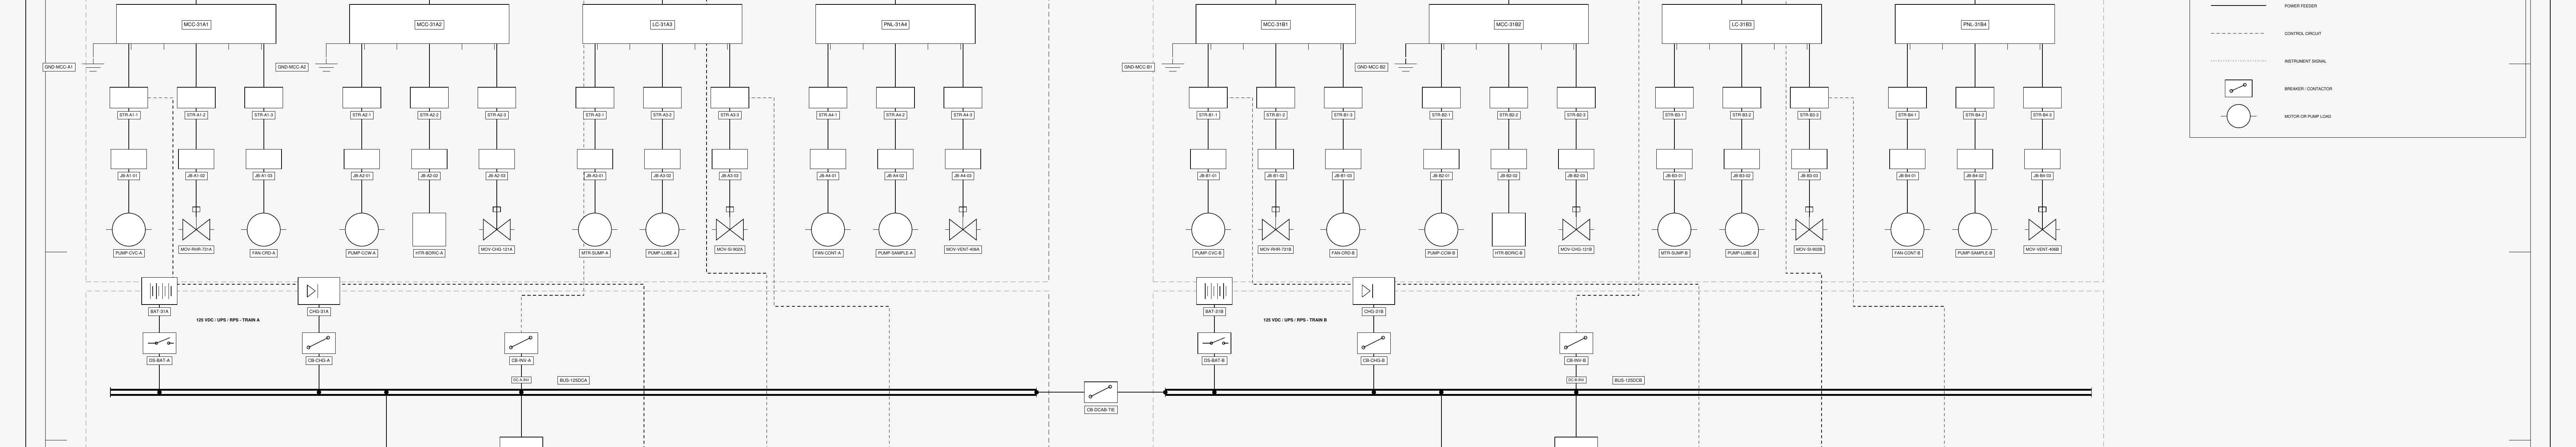 MCC-31A1
MCC-31A2
LC-31A3
PNL-31A4
MCC-31B1
MCC-31B2
LC-31B3
PNL-31B4
POWER FEEDER
CONTROL CIRCUIT
INSTRUMENT SIGNAL
BREAKER / CONTACTOR
MOTOR OR PUMP LOAD
GND-MCC-A1
GND-MCC-A2
GND-MCC-B1
GND-MCC-B2
STR-A1-1
STR-A1-2
STR-A1-3
STR-A2-1
STR-A2-2
STR-A2-3
STR-A3-1
STR-A3-2
STR-A3-3
STR-A4-1
STR-A4-2
STR-A4-3
STR-B1-1
STR-B1-2
STR-B1-3
STR-B2-1
STR-B2-2
STR-B2-3
STR-B3-1
STR-B3-2
STR-B3-3
STR-B4-1
STR-B4-2
STR-B4-3
JB-A1-01
JB-A1-02
JB-A1-03
JB-A2-01
JB-A2-02
JB-A2-03
JB-A3-01
JB-A3-02
JB-A3-03
JB-A4-01
JB-A4-02
JB-A4-03
JB-B1-01
JB-B1-02
JB-B1-03
JB-B2-01
JB-B2-02
JB-B2-03
JB-B3-01
JB-B3-02
JB-B3-03
JB-B4-01
JB-B4-02
JB-B4-03
PUMP-CVC-A
MOV-RHR-731A
FAN-CRD-A
PUMP-CCW-A
HTR-BORIC-A
MOV-CHG-121A
MTR-SUMP-A
PUMP-LUBE-A
MOV-SI-902A
FAN-CONT-A
PUMP-SAMPLE-A
MOV-VENT-406A
PUMP-CVC-B
MOV-RHR-731B
FAN-CRD-B
PUMP-CCW-B
HTR-BORIC-B
MOV-CHG-121B
MTR-SUMP-B
PUMP-LUBE-B
MOV-SI-902B
FAN-CONT-B
PUMP-SAMPLE-B
MOV-VENT-406B
BAT-31A
CHG-31A
BAT-31B
CHG-31B
125 VDC / UPS / RPS - TRAIN A
125 VDC / UPS / RPS - TRAIN B
DS-BAT-A
CB-CHG-A
CB-INV-A
DS-BAT-B
CB-CHG-B
CB-INV-B
DC-A-INV
BUS-125DCA
DC-B-INV
BUS-125DCB
CB-DCAB-TIE